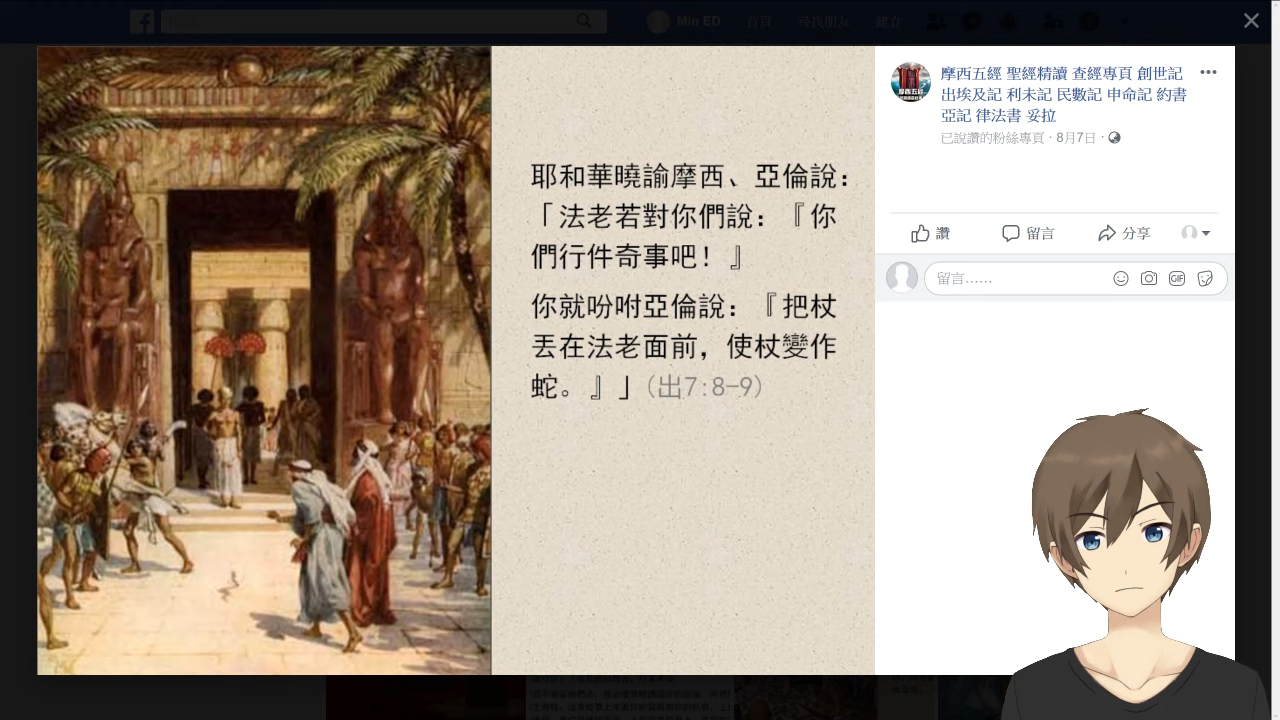 Min ED
首頁
尋找朋友
建立
耶和華曉諭摩西、亞倫說：
「法老若對你們說：『你
們行件奇事吧！』
你就吩咐亞倫說：『把杖
丟在法老面前，使杖變作
蛇。』」（出7:8-9）
摩西五經 聖經精讀 查經專頁 創世記
出埃及記 利未記 民數記 申命記 約書
亞記 律法書 妥拉
已說讚的粉絲專頁 · 8月7日 ·
讚
留言
分享
留言……
GIF
摩西五經